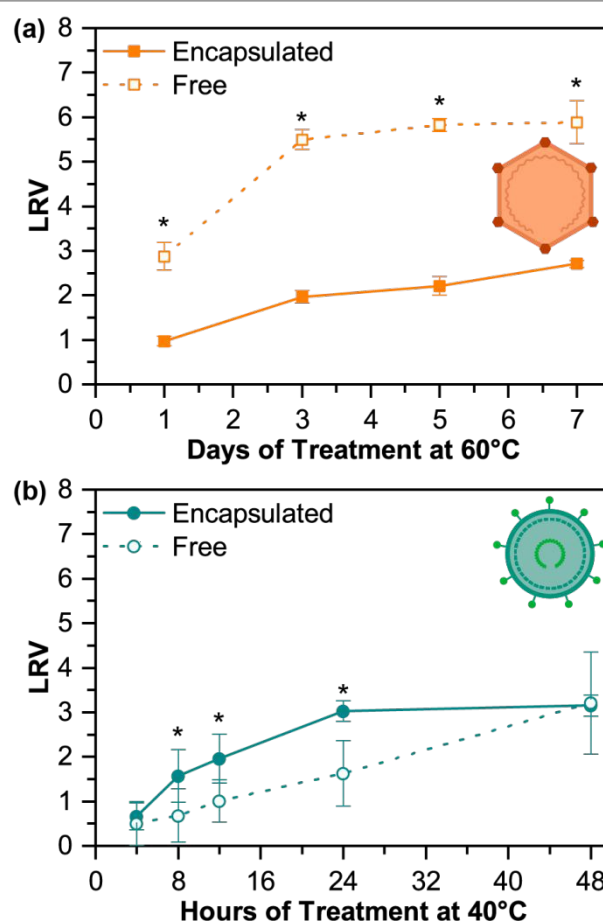 (a)
Encapsulated
Free
8
7
6
5
4
3
2
1
0
LRV
* * * *
0 1 2 3 4 5 6 7
Days of Treatment at 60°C
(b)
Encapsulated
Free
8
7
6
5
4
3
2
1
0
LRV
* * *
0 8 16 24 32 40 48
Hours of Treatment at 40°C